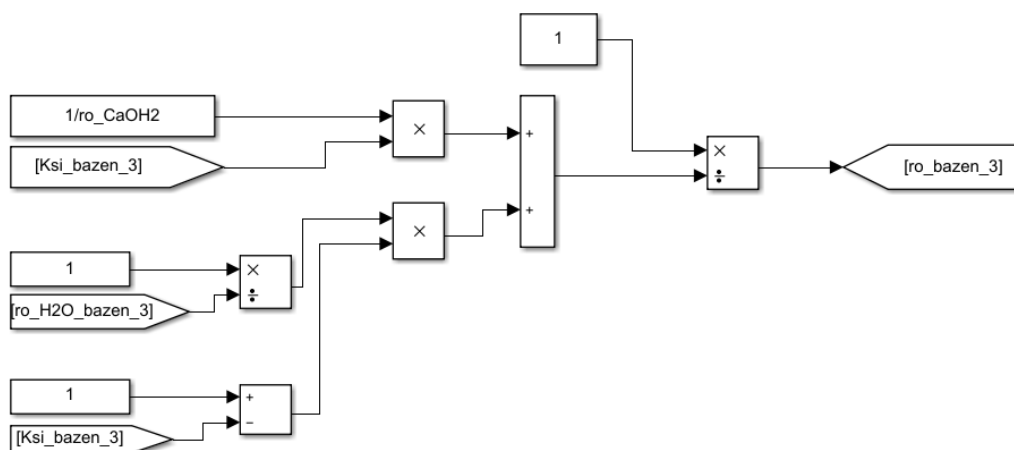 1
1/ro_CaOH2
×
+
[Ksi_bazen_3]
×
÷
[ro_bazen_3]
×
+
1
×
÷
[ro_H2O_bazen_3]
1
+
−
[Ksi_bazen_3]